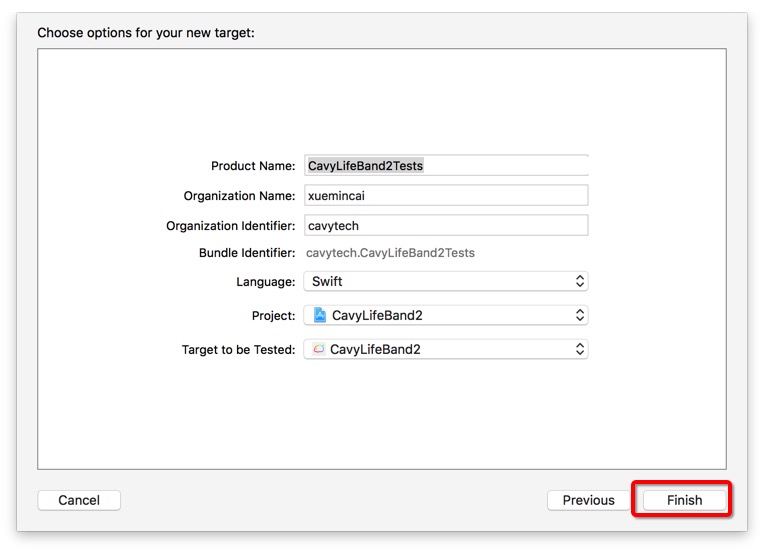 Choose options for your new target:
Product Name: CavyLifeBand2Tests
Organization Name: xuemincai
Organization Identifier: cavytech
Bundle Identifier: cavytech.CavyLifeBand2Tests
Language: Swift
Project: CavyLifeBand2
Target to be Tested: CavyLifeBand2
Cancel Previous Finish